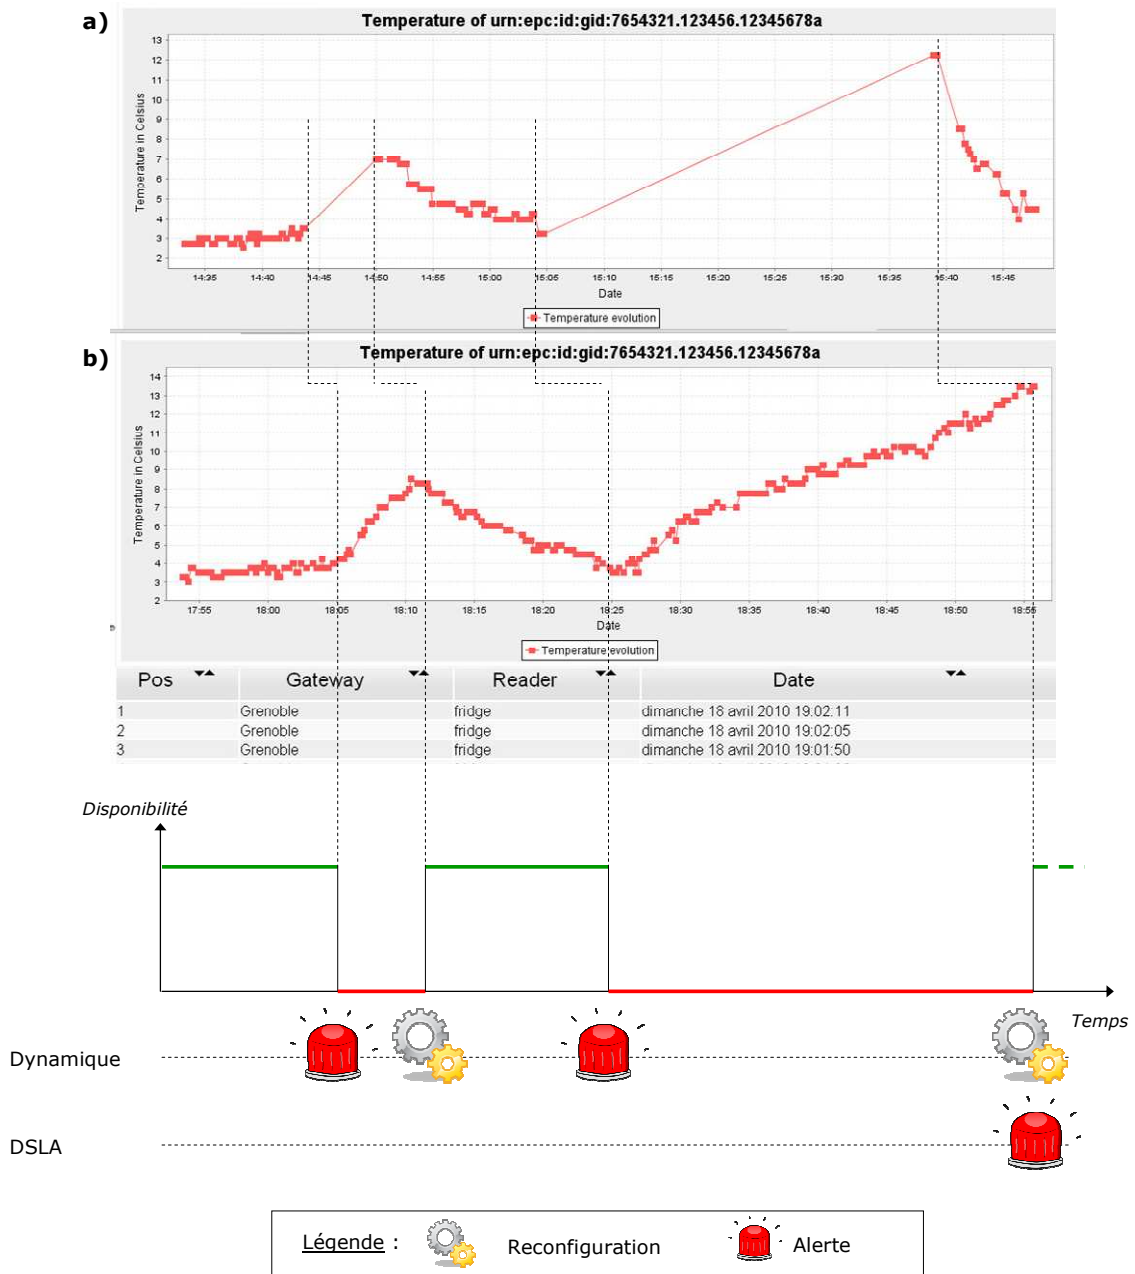 a)
Temperature of urn:epc:id:gid:7654321.123456.12345678a
Temperature in Celsius
13
12
11
10
9
8
7
6
5
4
3
2
14:35 14:40 14:45 14:50 14:55 15:00 15:05 15:10 15:15 15:20 15:25 15:30 15:35 15:40 15:45
Date
Temperature evolution
b)
Temperature of urn:epc:id:gid:7654321.123456.12345678a
Temperature in Celsius
14
13
12
11
10
9
8
7
6
5
4
3
2
17:55 18:00 18:05 18:10 18:15 18:20 18:25 18:30 18:35 18:40 18:45 18:50 18:55
Date
Temperature evolution
Pos Gateway Reader Date
1 Grenoble fridge dimanche 18 avril 2010 19:02:11
2 Grenoble fridge dimanche 18 avril 2010 19:02:05
3 Grenoble fridge dimanche 18 avril 2010 19:01:50
Disponibilité
Temps
Dynamique
DSLA
Légende : Reconfiguration Alerte